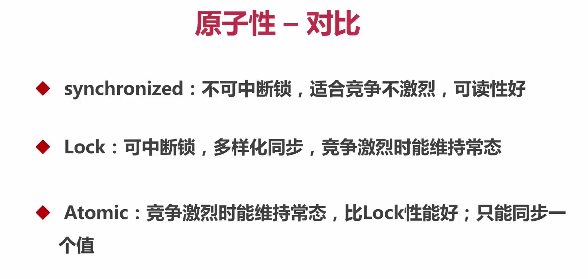 原子性 – 对比
synchronized：不可中断锁，适合竞争不激烈，可读性好
Lock：可中断锁，多样化同步，竞争激烈时能维持常态
Atomic：竞争激烈时能维持常态，比Lock性能好；只能同步一
个值